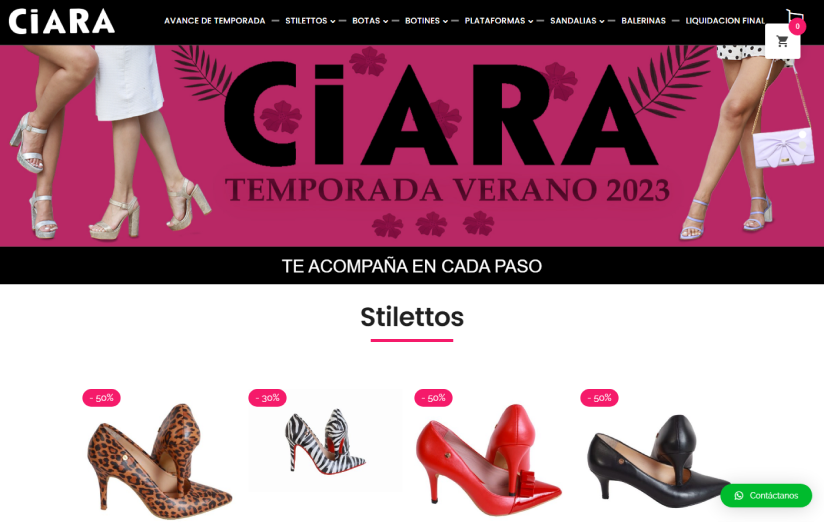 CiARA
AVANCE DE TEMPORADA
STILETTOS
BOTAS
BOTINES
PLATAFORMAS
SANDALIAS
BALERINAS
LIQUIDACION FINAL
0
CiARA
TEMPORADA VERANO 2023
TE ACOMPAÑA EN CADA PASO
Stilettos
- 50%
- 30%
- 50%
- 50%
Contáctanos